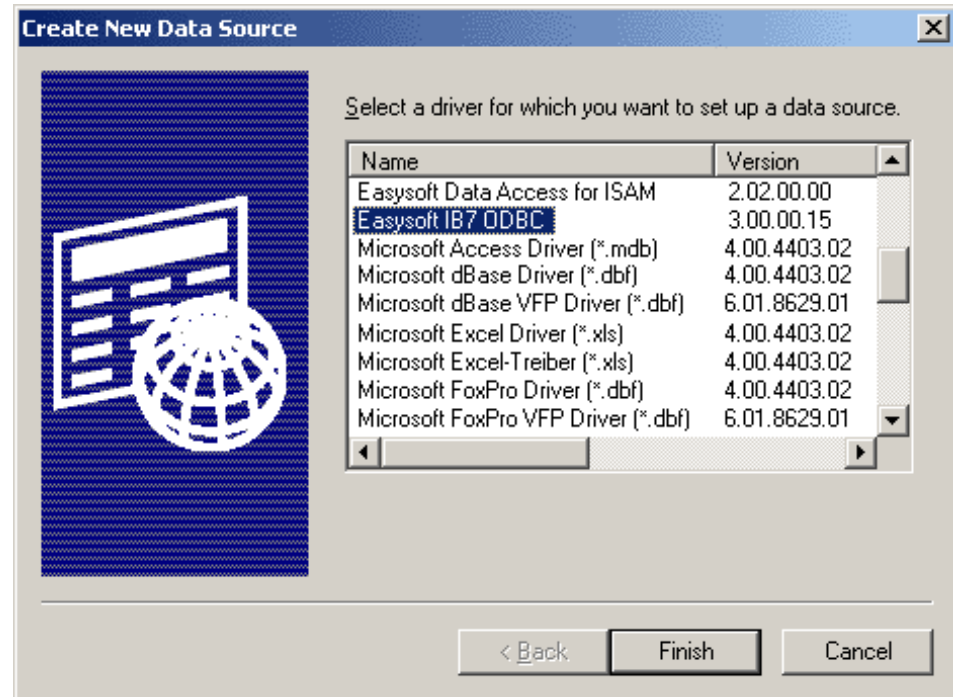 Create New Data Source
Select a driver for which you want to set up a data source.
Name Version
Easysoft Data Access for ISAM 2.02.00.00
Easysoft IB7 ODBC 3.00.00.15
Microsoft Access Driver (*.mdb) 4.00.4403.02
Microsoft dBase Driver (*.dbf) 4.00.4403.02
Microsoft dBase VFP Driver (*.dbf) 6.01.8629.01
Microsoft Excel Driver (*.xls) 4.00.4403.02
Microsoft Excel-Treiber (*.xls) 4.00.4403.02
Microsoft FoxPro Driver (*.dbf) 4.00.4403.02
Microsoft FoxPro VFP Driver (*.dbf) 6.01.8629.01
< Back Finish Cancel